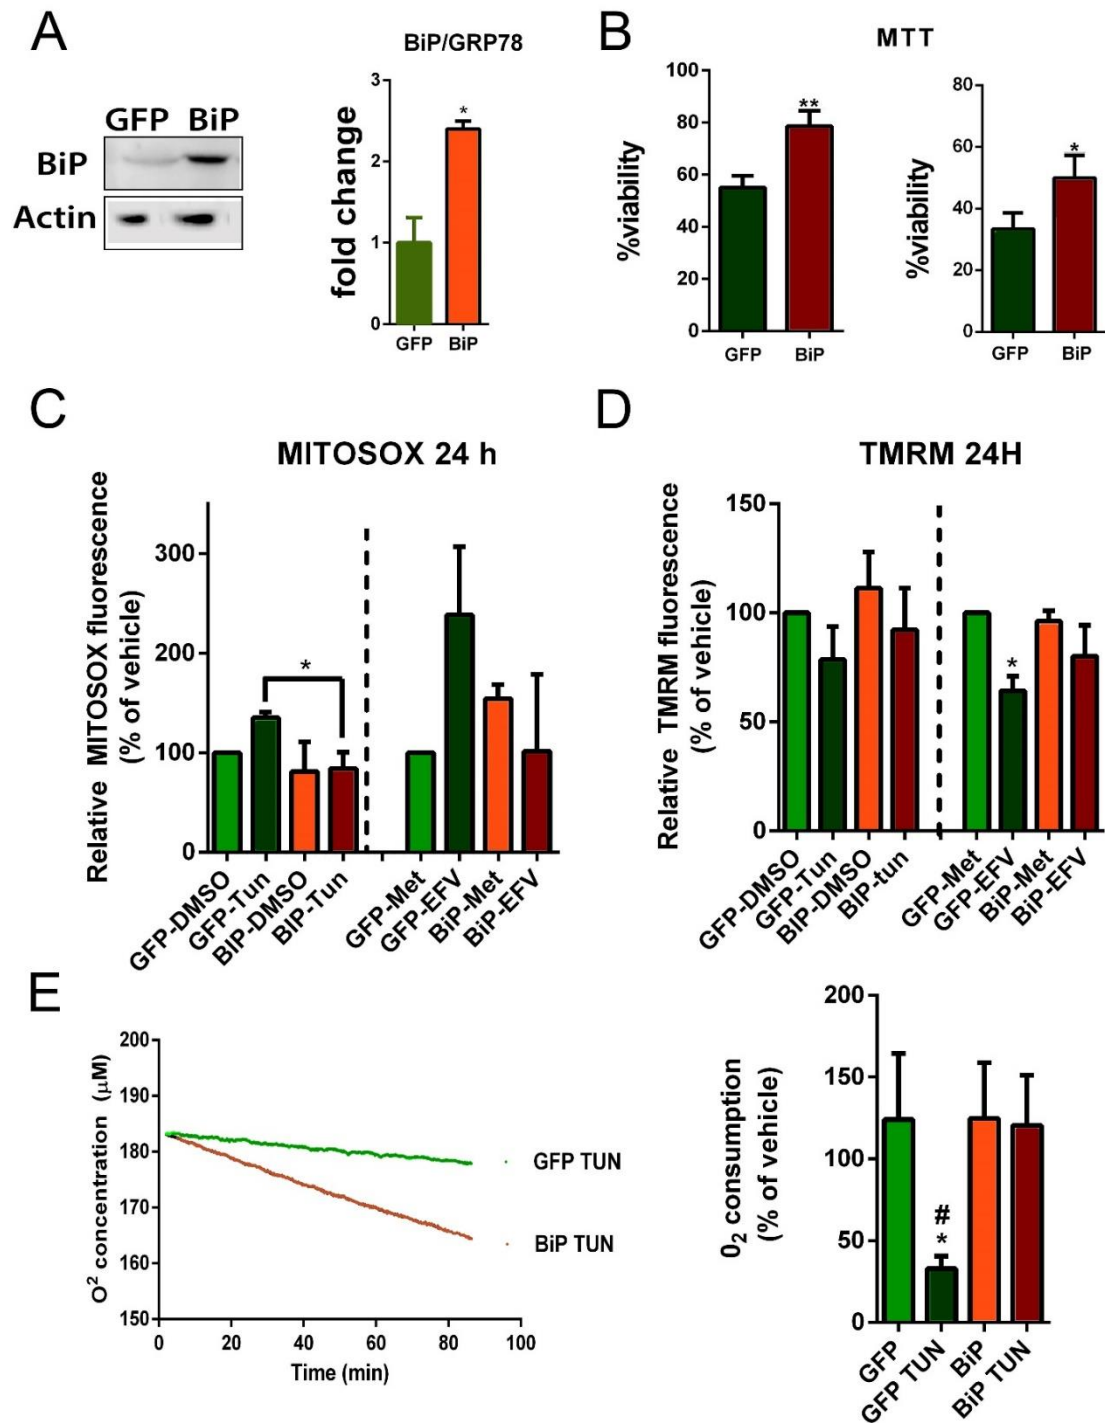 A
BiP/GRP78
GFP BiP
BiP
Actin
fold change
3
2
1
0
*
GFP
BiP
B
MTT
%viability
100
80
60
40
20
0
**
GFP
BiP
%viability
80
60
40
20
0
*
GFP
BiP
C
MITOSOX 24 h
Relative MITOSOX fluorescence
(% of vehicle)
300
200
100
0
*
GFP-DMSO
GFP-Tun
BIP-DMSO
BIP-Tun
GFP-Met
GFP-EFV
BiP-Met
BiP-EFV
D
TMRM 24H
Relative TMRM fluorescence
(% of vehicle)
150
100
50
0
*
GFP-DMSO
GFP-Tun
BIP-DMSO
BIP-tun
GFP-Met
GFP-EFV
BiP-Met
BiP-EFV
E
O² concentration (µM)
200
190
180
170
160
150
GFP TUN
BiP TUN
0 20 40 60 80 100
Time (min)
0₂ consumption
(% of vehicle)
200
150
100
50
0
#
*
GFP
GFP TUN
BiP
BiP TUN